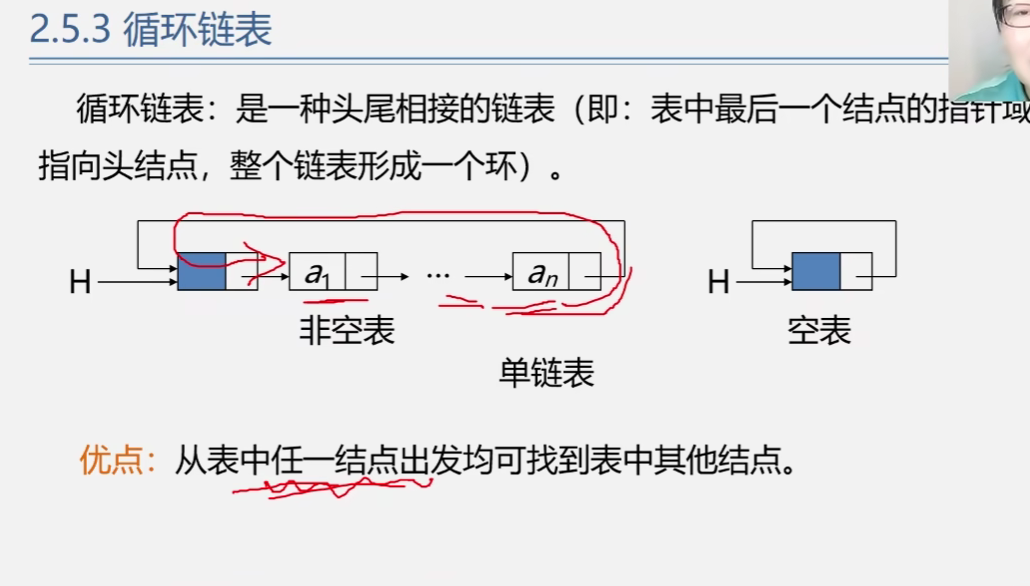 2.5.3 循环链表
循环链表：是一种头尾相接的链表（即：表中最后一个结点的指针域
指向头结点，整个链表形成一个环）。
H a1 ··· an H
非空表 空表
单链表
优点：从表中任一结点出发均可找到表中其他结点。